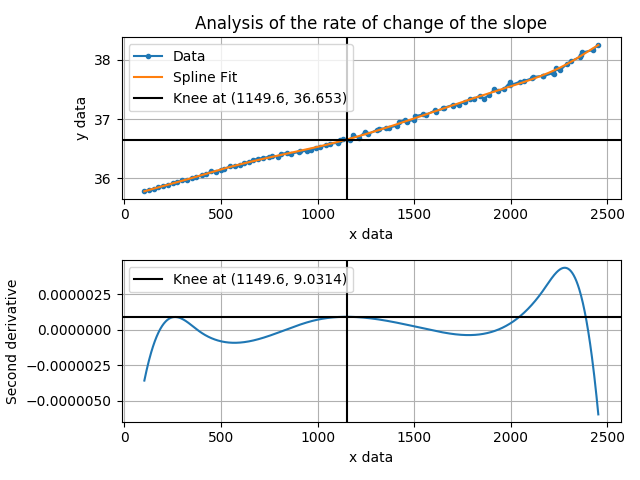 Analysis of the rate of change of the slope
Data
Spline Fit
Knee at (1149.6, 36.653)
38
37
36
y data
0 500 1000 1500 2000 2500
x data
Knee at (1149.6, 9.0314)
0.0000025
0.0000000
−0.0000025
−0.0000050
Second derivative
0 500 1000 1500 2000 2500
x data